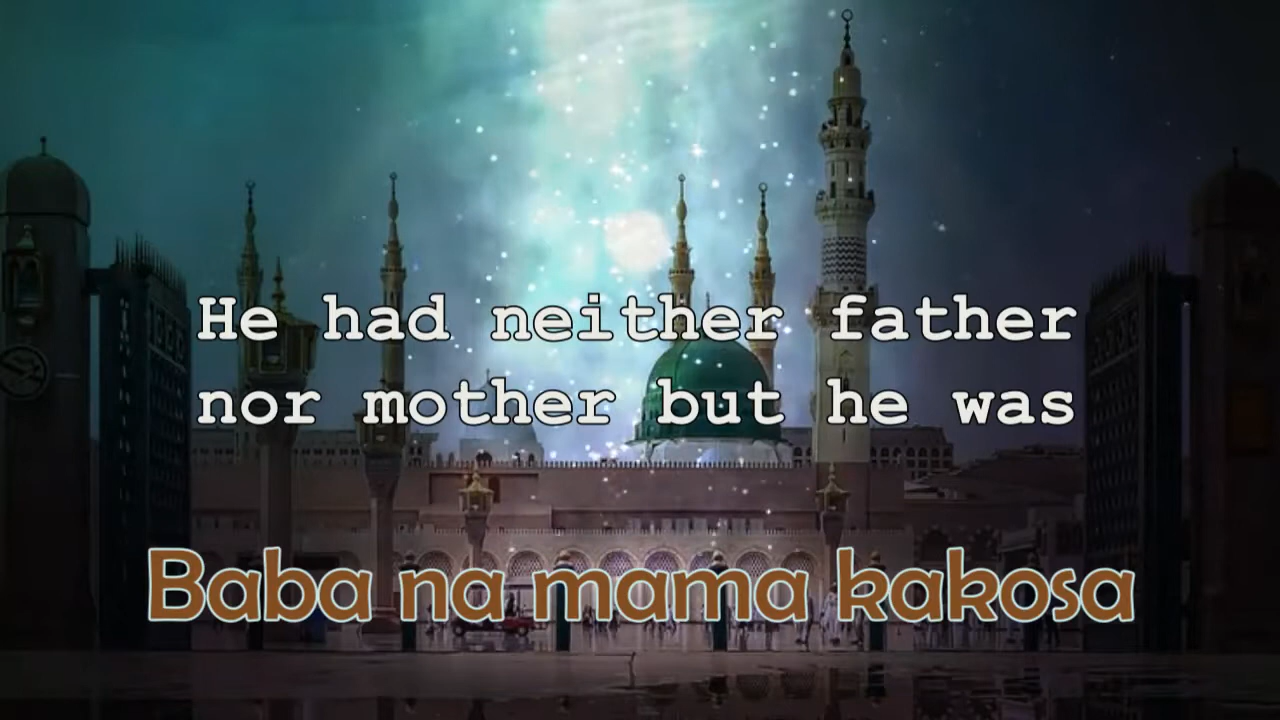 He had neither father
nor mother but he was
Baba na mama kakosa